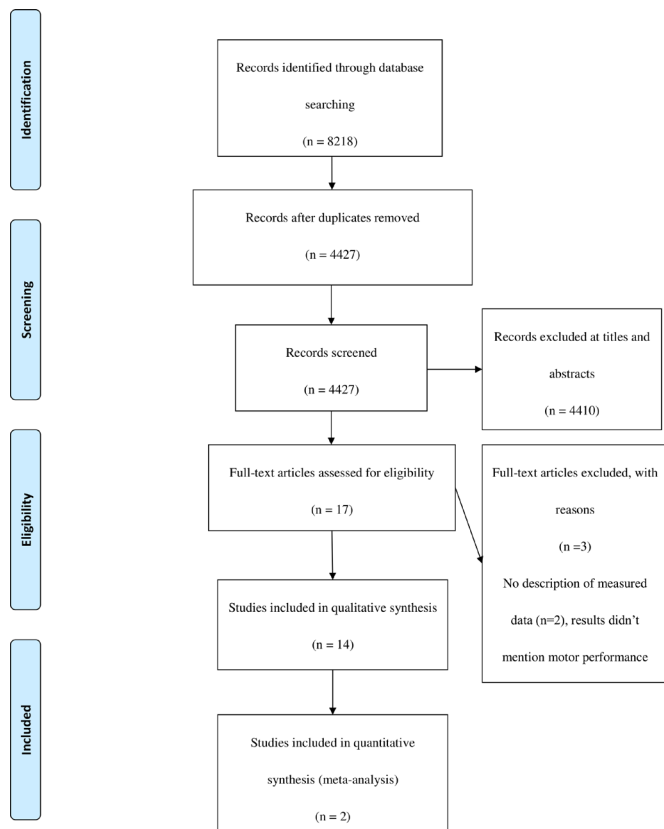 Identification
Records identified through database
searching
(n = 8218)
Records after duplicates removed
(n = 4427)
Screening
Records screened
(n = 4427)
Records excluded at titles and
abstracts
(n = 4410)
Eligibility
Full-text articles assessed for eligibility
(n = 17)
Full-text articles excluded, with
reasons
(n =3)
No description of measured
data (n=2), results didn’t
mention motor performance
Studies included in qualitative synthesis
(n = 14)
Included
Studies included in quantitative
synthesis (meta-analysis)
(n = 2)